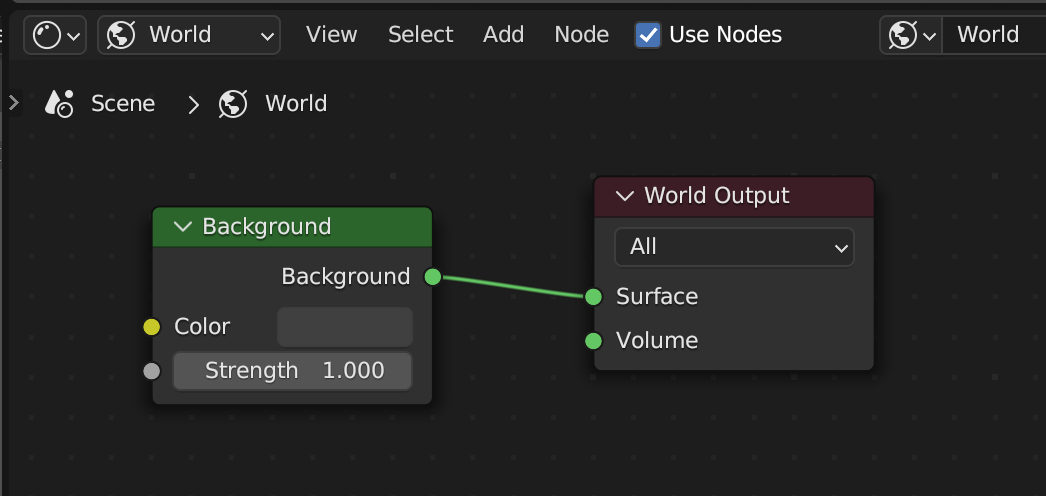 World View Select Add Node Use Nodes World
Scene World
World Output
Background
All
Background
Surface
Color
Volume
Strength 1.000